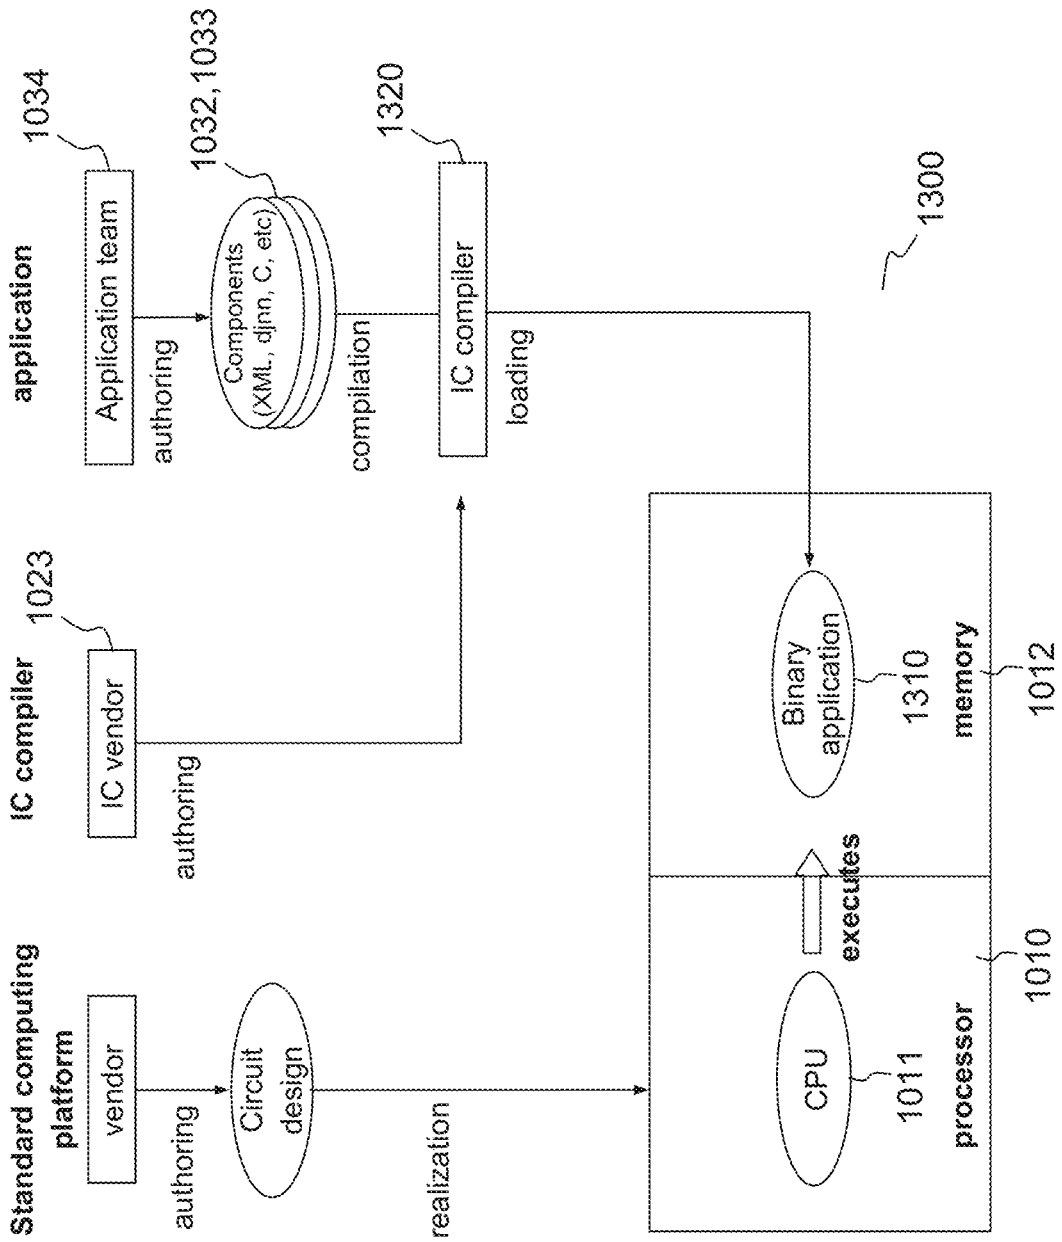 Standard computing
platform
IC compiler
application
vendor
IC vendor
1023
Application team
1034
authoring
authoring
authoring
Circuit
design
Components
(XML, djnn, C, etc)
1032,1033
realization
compilation
IC compiler
1320
loading
CPU
1011
executes
Binary
application
1310
processor
1010
memory
1012
1300